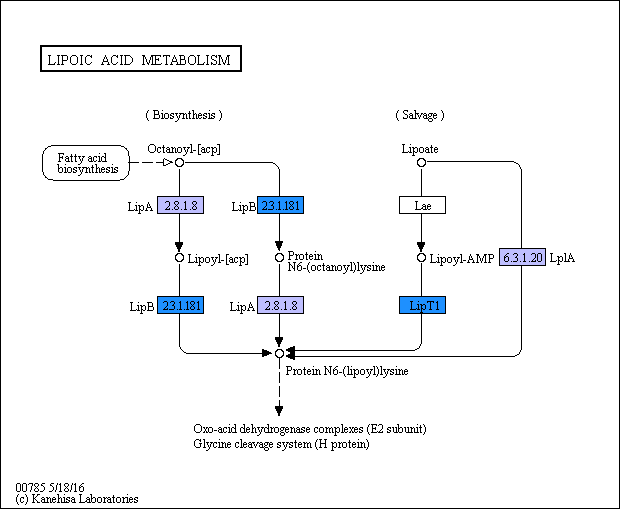 LIPOIC ACID METABOLISM
( Biosynthesis )
( Salvage )
Octanoyl-[acp]
Lipoate
Fatty acid
biosynthesis
LipA
2.8.1.8
LipB
2.3.1.181
Lae
Lipoyl-[acp]
Protein
N6-(octanoyl)lysine
Lipoyl-AMP
6.3.1.20
LplA
LipB
2.3.1.181
LipA
2.8.1.8
LipT1
Protein N6-(lipoyl)lysine
Oxo-acid dehydrogenase complexes (E2 subunit)
Glycine cleavage system (H protein)
00785 5/18/16
(c) Kanehisa Laboratories